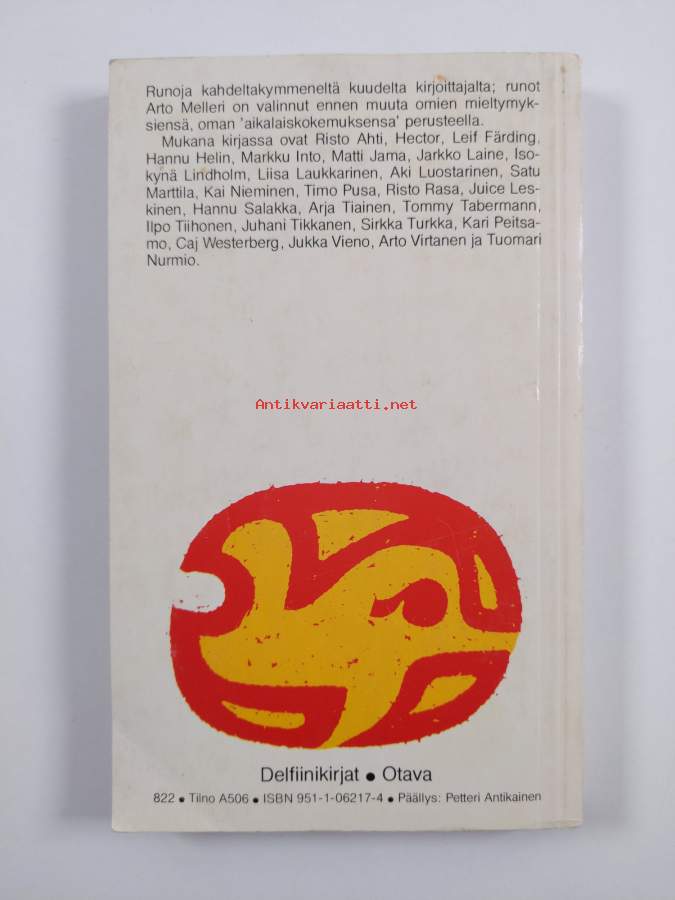 Runoja kahdeltakymmeneltä kuudelta kirjoittajalta; runot
Arto Melleri on valinnut ennen muuta omien mieltymyk-
siensä, oman 'aikalaiskokemuksensa' perusteella.
Mukana kirjassa ovat Risto Ahti, Hector, Leif Färding,
Hannu Helin, Markku Into, Matti Jama, Jarkko Laine, Iso-
kynä Lindholm, Liisa Laukkarinen, Aki Luostarinen, Satu
Marttila, Kai Nieminen, Timo Pusa, Risto Rasa, Juice Les-
kinen, Hannu Salakka, Arja Tiainen, Tommy Tabermann,
Ilpo Tiihonen, Juhani Tikkanen, Sirkka Turkka, Kari Peitsa-
mo, Caj Westerberg, Jukka Vieno, Arto Virtanen ja Tuomari
Nurmio.
Antikvariaatti.net
Delfiinikirjat ● Otava
822 ● Tilno A506 ● ISBN 951-1-06217-4 ● Päällys: Petteri Antikainen